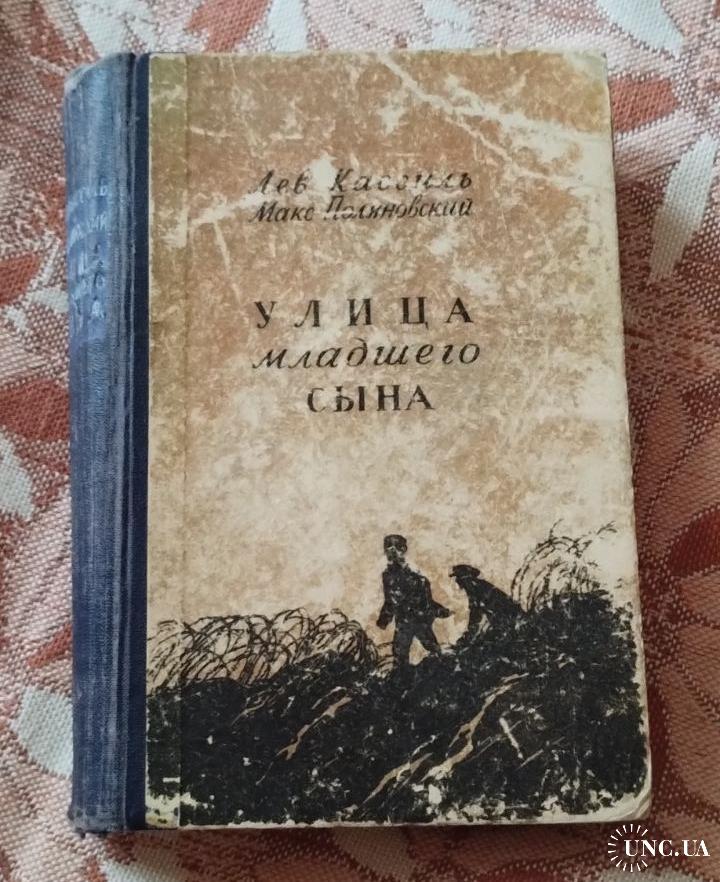 Лев Кассиль
Макс Поляновский
УЛИЦА
младшего
СЫНА
UNC.UA